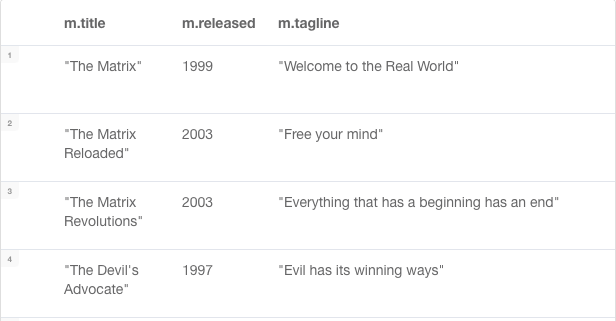 m.title m.released m.tagline
1 "The Matrix" 1999 "Welcome to the Real World"
2 "The Matrix 2003 "Free your mind"
Reloaded"
3 "The Matrix 2003 "Everything that has a beginning has an end"
Revolutions"
4 "The Devil's 1997 "Evil has its winning ways"
Advocate"